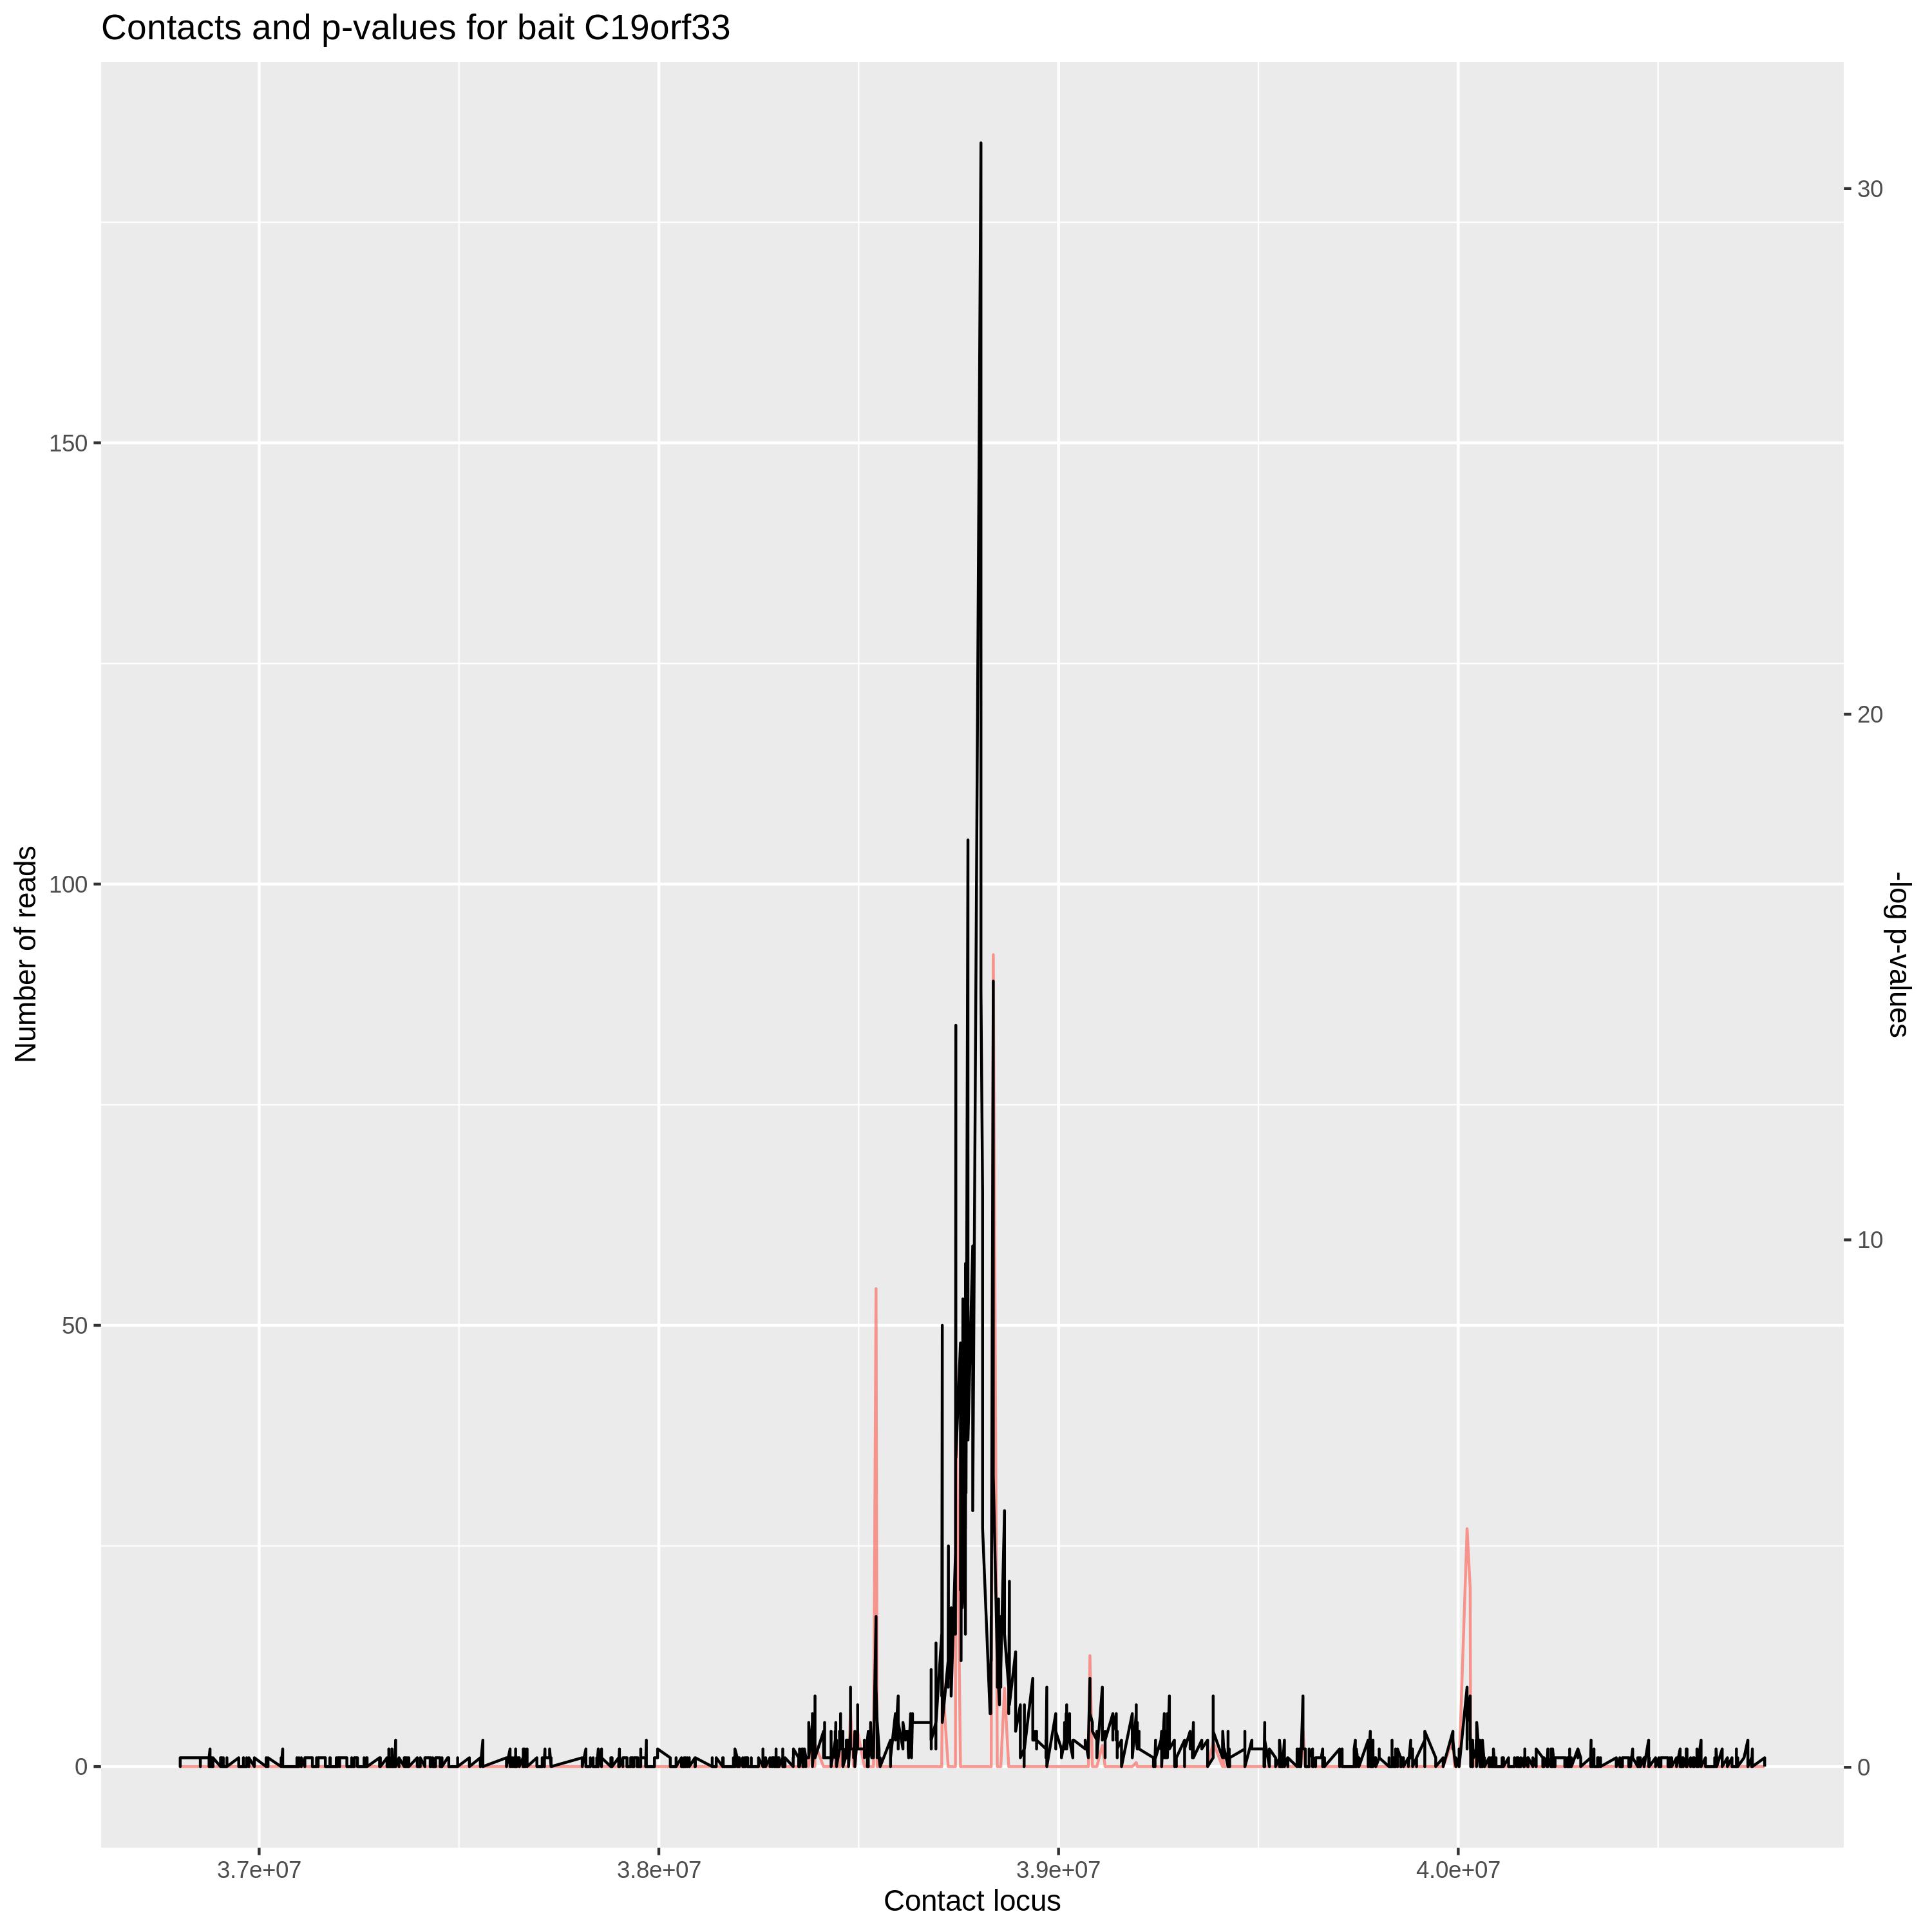 Contacts and p-values for bait C19orf33
Number of reads
150
100
50
0
30
20
10
0
-log p-values
3.7e+07
3.8e+07
3.9e+07
4.0e+07
Contact locus